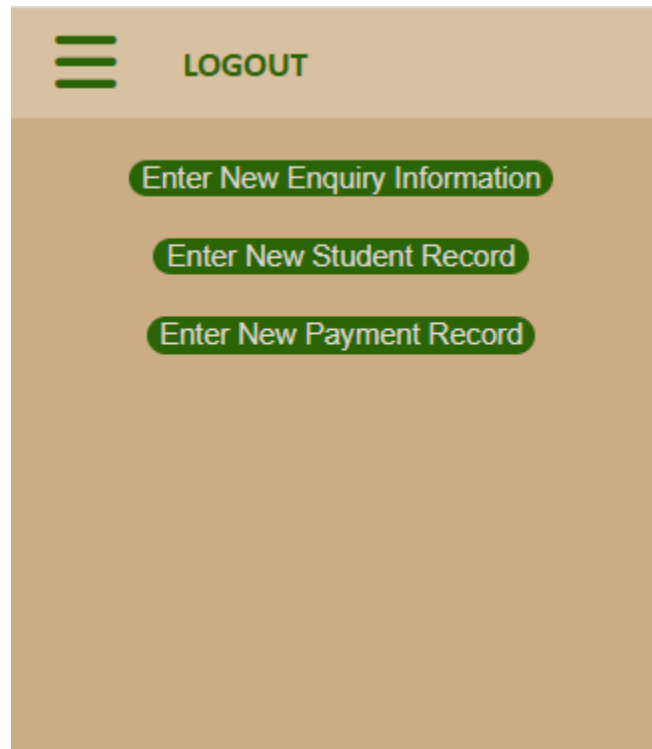 LOGOUT
Enter New Enquiry Information
Enter New Student Record
Enter New Payment Record